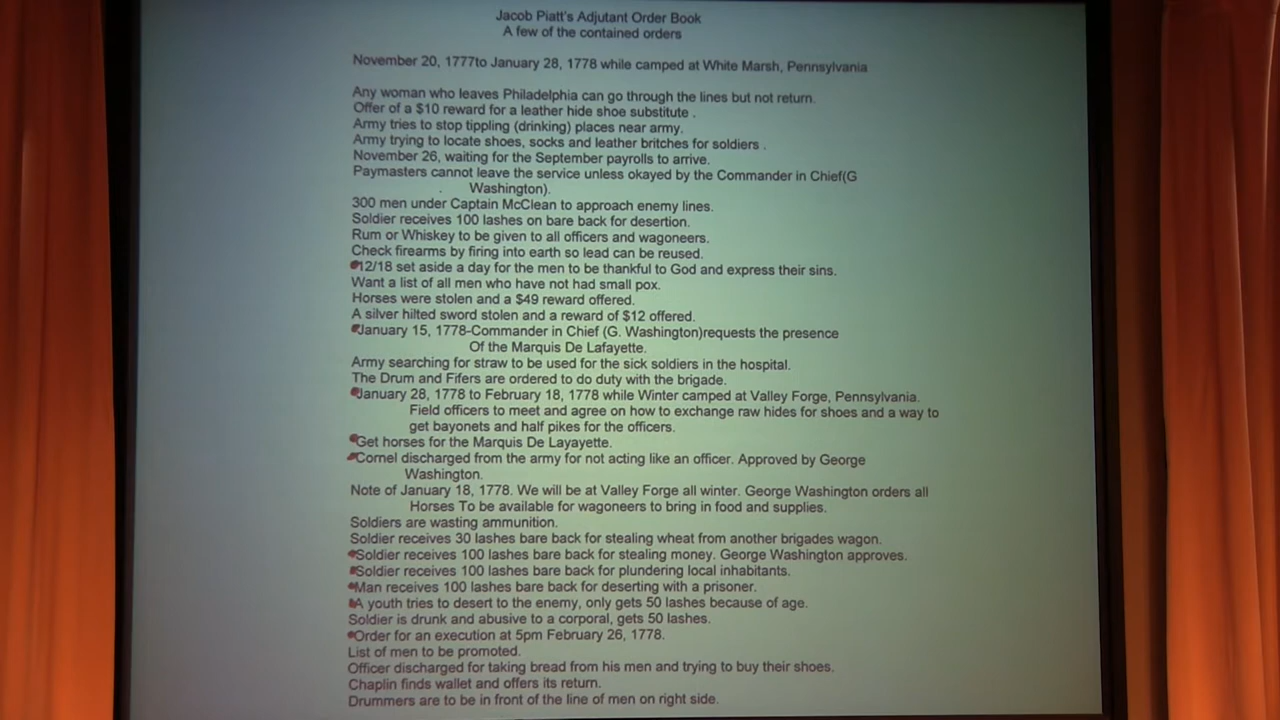 Jacob Piatt's Adjutant Order Book
A few of the contained orders
November 20, 1777to January 28, 1778 while camped at White Marsh, Pennsylvania
Any woman who leaves Philadelphia can go through the lines but not return.
Offer of a $10 reward for a leather hide shoe substitute .
Army tries to stop tippling (drinking) places near army.
Army trying to locate shoes, socks and leather britches for soldiers .
November 26, waiting for the September payrolls to arrive.
Paymasters cannot leave the service unless okayed by the Commander in Chief(G
Washington).
300 men under Captain McClean to approach enemy lines.
Soldier receives 100 lashes on bare back for desertion.
Rum or Whiskey to be given to all officers and wagoneers.
Check firearms by firing into earth so lead can be reused.
12/18 set aside a day for the men to be thankful to God and express their sins.
Want a list of all men who have not had small pox.
Horses were stolen and a $49 reward offered.
A silver hilted sword stolen and a reward of $12 offered.
January 15, 1778-Commander in Chief (G. Washington)requests the presence
Of the Marquis De Lafayette.
Army searching for straw to be used for the sick soldiers in the hospital.
The Drum and Fifers are ordered to do duty with the brigade.
January 28, 1778 to February 18, 1778 while Winter camped at Valley Forge, Pennsylvania.
Field officers to meet and agree on how to exchange raw hides for shoes and a way to
get bayonets and half pikes for the officers.
Get horses for the Marquis De Layayette.
Cornel discharged from the army for not acting like an officer. Approved by George
Washington.
Note of January 18, 1778. We will be at Valley Forge all winter. George Washington orders all
Horses To be available for wagoneers to bring in food and supplies.
Soldiers are wasting ammunition.
Soldier receives 30 lashes bare back for stealing wheat from another brigades wagon.
Soldier receives 100 lashes bare back for stealing money. George Washington approves.
Soldier receives 100 lashes bare back for plundering local inhabitants.
Man receives 100 lashes bare back for deserting with a prisoner.
A youth tries to desert to the enemy, only gets 50 lashes because of age.
Soldier is drunk and abusive to a corporal, gets 50 lashes.
Order for an execution at 5pm February 26, 1778.
List of men to be promoted.
Officer discharged for taking bread from his men and trying to buy their shoes.
Chaplin finds wallet and offers its return.
Drummers are to be in front of the line of men on right side.